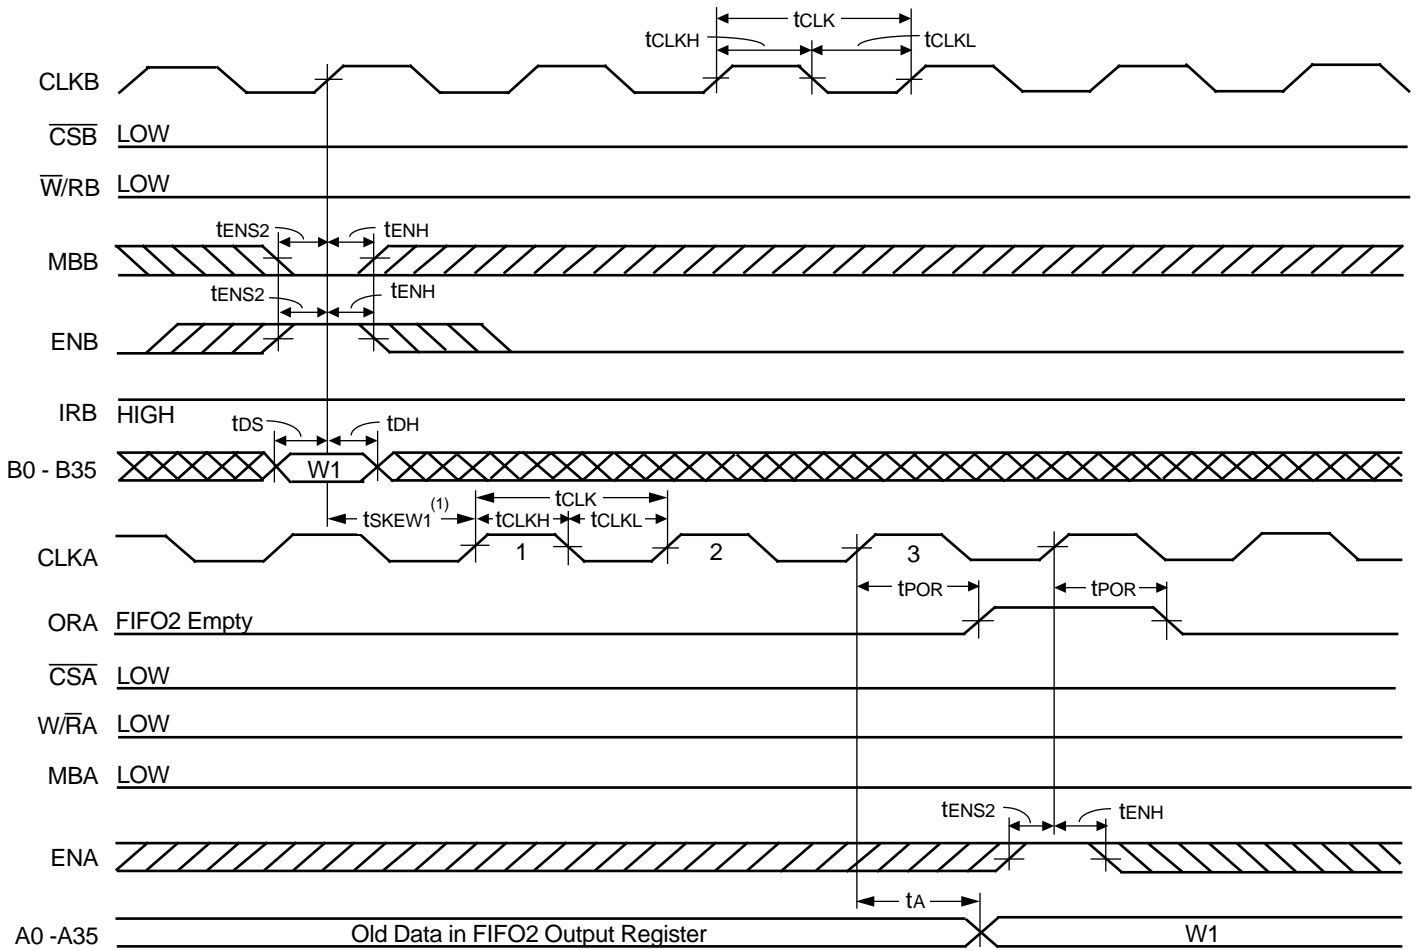 tCLK
tCLKH tCLKL
CLKB
CSB LOW
W/RB LOW
tENS2 tENH
MBB
tENS2 tENH
ENB
IRB HIGH
tDS tDH
B0 - B35 W1
tCLK
tSKEW1(1) tCLKH tCLKL
CLKA 1 2 3
tPOR tPOR
ORA FIFO2 Empty
CSA LOW
W/RA LOW
MBA LOW
tENS2 tENH
ENA
tA
A0 -A35 Old Data in FIFO2 Output Register W1